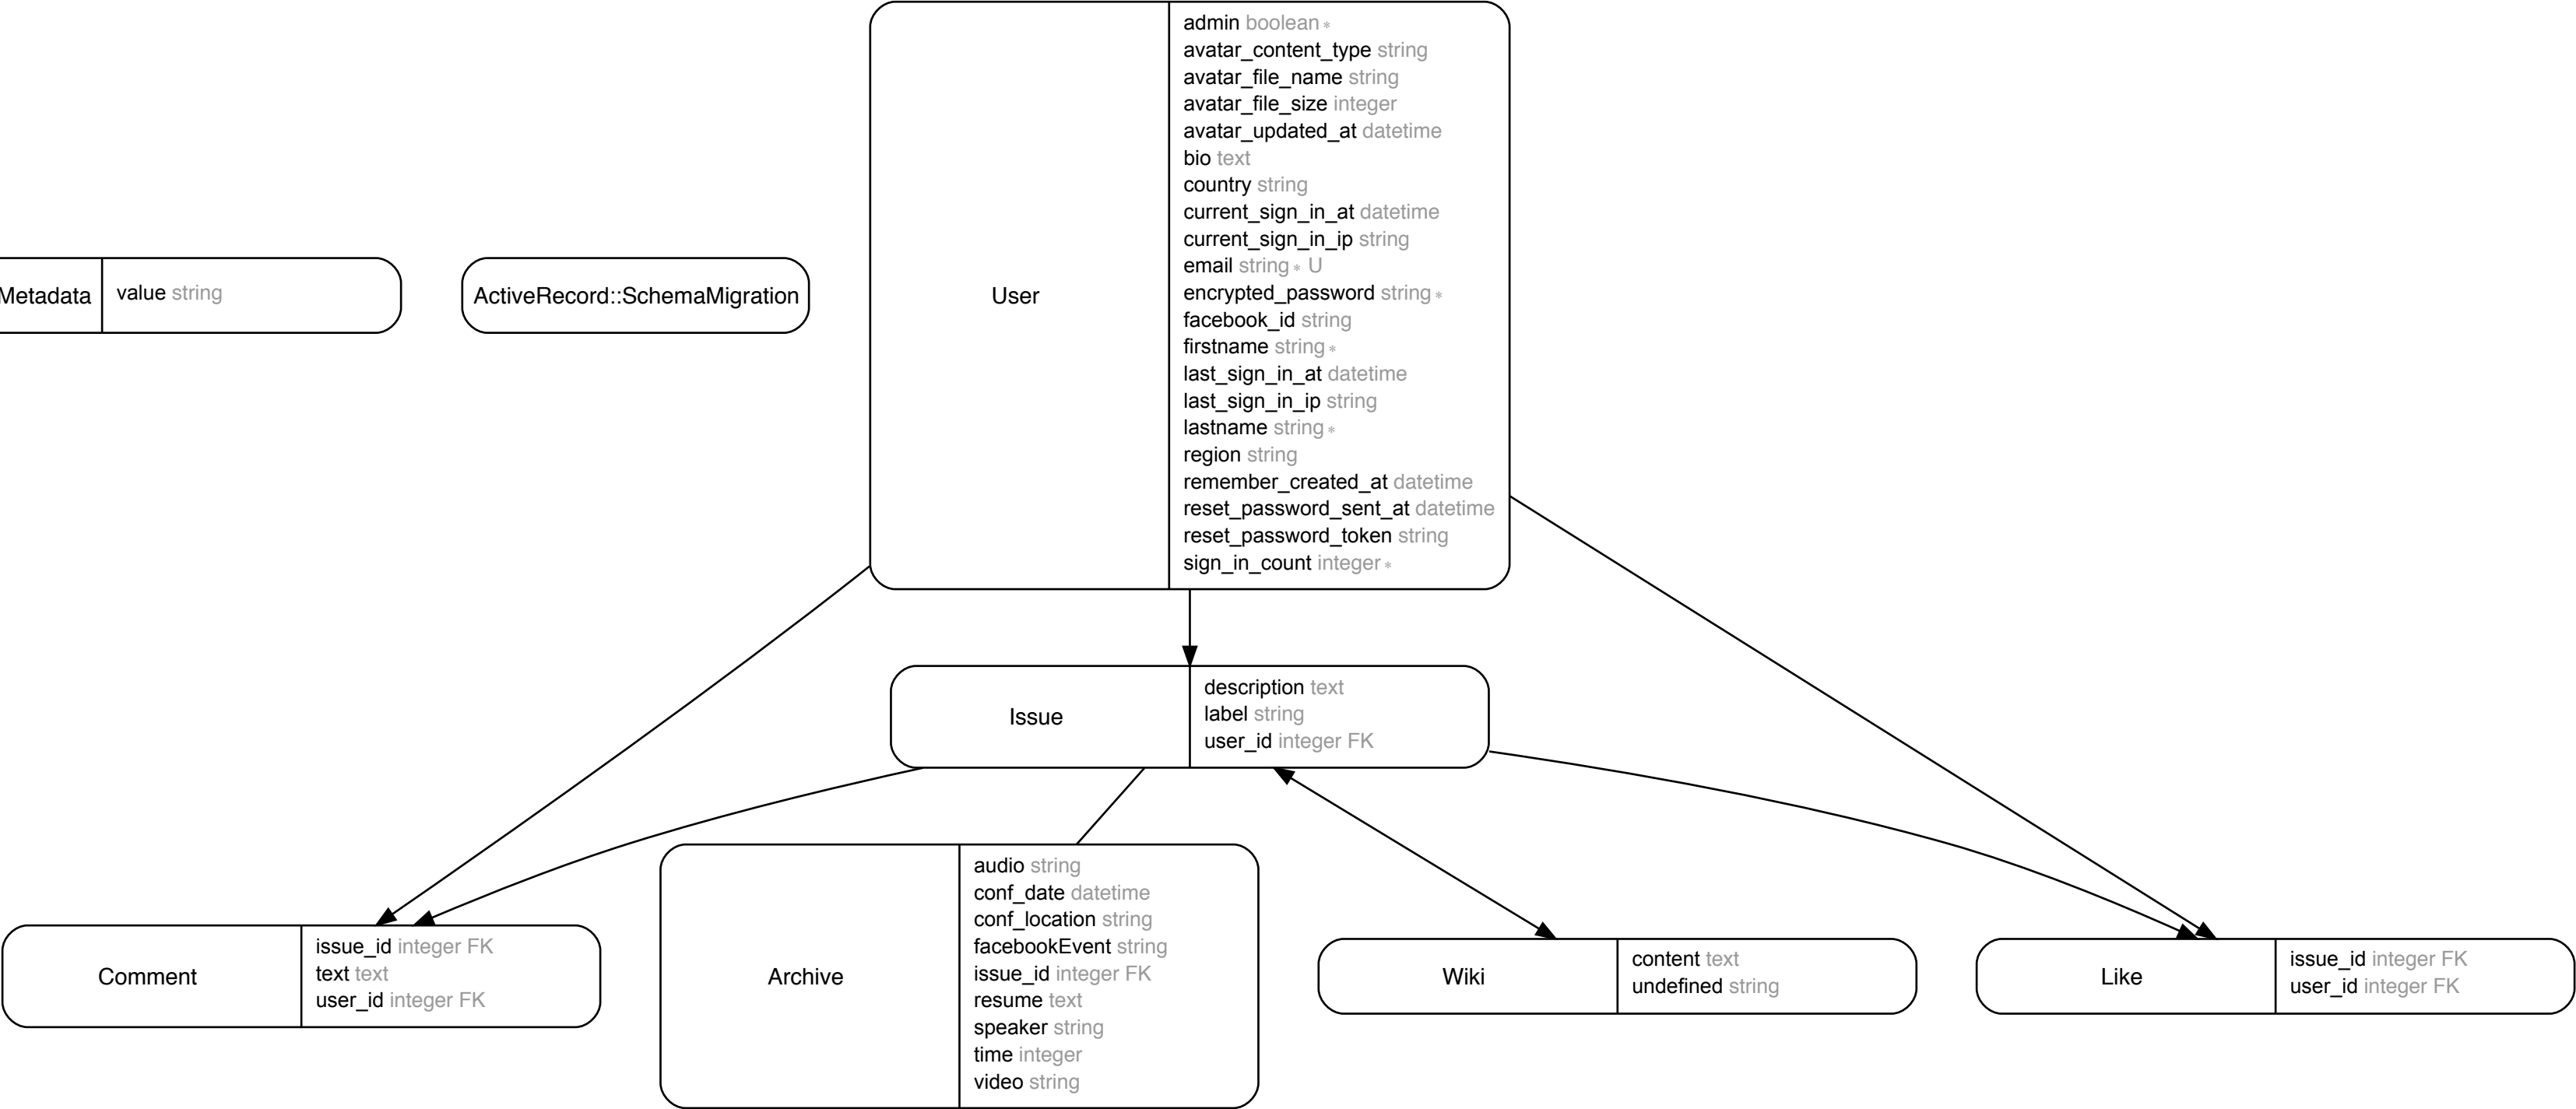 Metadata
value string
ActiveRecord::SchemaMigration
User
admin boolean *
avatar_content_type string
avatar_file_name string
avatar_file_size integer
avatar_updated_at datetime
bio text
country string
current_sign_in_at datetime
current_sign_in_ip string
email string * U
encrypted_password string *
facebook_id string
firstname string *
last_sign_in_at datetime
last_sign_in_ip string
lastname string *
region string
remember_created_at datetime
reset_password_sent_at datetime
reset_password_token string
sign_in_count integer *
Issue
description text
label string
user_id integer FK
Comment
issue_id integer FK
text text
user_id integer FK
Archive
audio string
conf_date datetime
conf_location string
facebookEvent string
issue_id integer FK
resume text
speaker string
time integer
video string
Wiki
content text
undefined string
Like
issue_id integer FK
user_id integer FK